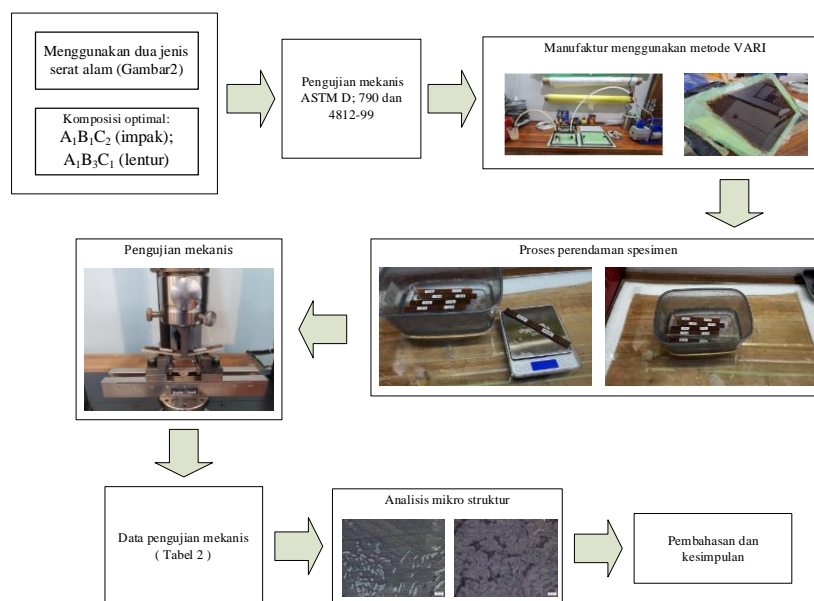 Menggunakan dua jenis
serat alam (Gambar2)
Komposisi optimal:
A₁B₁C₂ (impak);
A₁B₃C₁ (lentur)
Pengujian mekanis
ASTM D; 790 dan
4812-99
Manufaktur menggunakan metode VARI
Proses perendaman spesimen
Pengujian mekanis
Data pengujian mekanis
( Tabel 2 )
Analisis mikro struktur
Pembahasan dan
kesimpulan